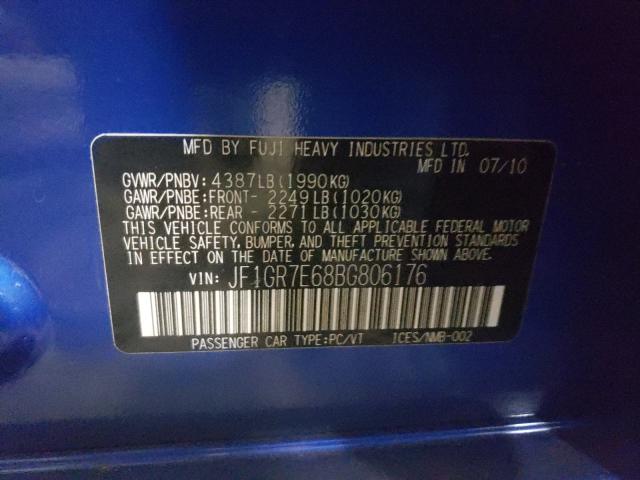 MFD BY FUJI HEAVY INDUSTRIES LTD.
MFD IN 07/10
GVWR/PNBV: 4387LB(1990KG)
GAWR/PNBE:FRONT- 2249LB(1020KG)
GAWR/PNBE:REAR - 2271LB(1030KG)
THIS VEHICLE CONFORMS TO ALL APPLICABLE FEDERAL MOTOR
VEHICLE SAFETY, BUMPER, AND THEFT PREVENTION STANDARDS
IN EFFECT ON THE DATE OF MANUFACTURE SHOWN ABOVE.
VIN: JF1GR7E68BG806176
PASSENGER CAR TYPE:PC/VT ICES/NMB-002